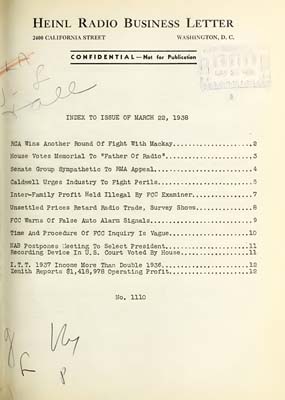 HEINL RADIO BUSINESS LETTER
2400 CALIFORNIA STREET WASHINGTON, D. C.
CONFIDENTIAL—Not for Publication
INDEX TO ISSUE OF MARCH 22, 1938
RCA Wins Another Round Of Fight With Mackay....................2
House Votes Memorial To "Father Of Radio"......................3
Senate Group Sympathetic To RMA Appeal.........................4
Caldwell Urges Industry To Fight Perils........................5
Inter-Family Profit Held Illegal By FCC Examiner...............7
Unsettled Prices Retard Radio Trade, Survey Shows..............8
FCC Warns Of False Auto Alarm Signals..........................9
Time And Procedure Of FCC Inquiry Is Vague....................10
NAB Postpones Meeting To Select President.....................11
Recording Device In U. S. Court Voted By House................11
I.T.T. 1937 Income More Than Double 1936......................12
Zenith Reports $1,418,978 Operating Profit....................12
No. 1110